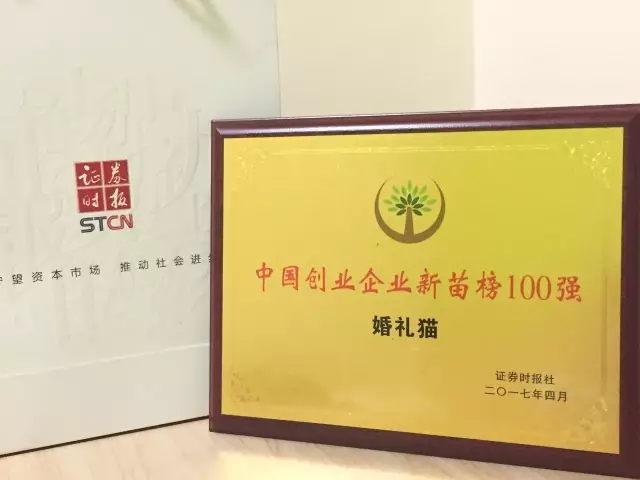 证券
时报
STCN
守望资本市场 推动社会进步
中国创业企业新苗榜100强
婚礼猫
证券时报社
二〇一七年四月